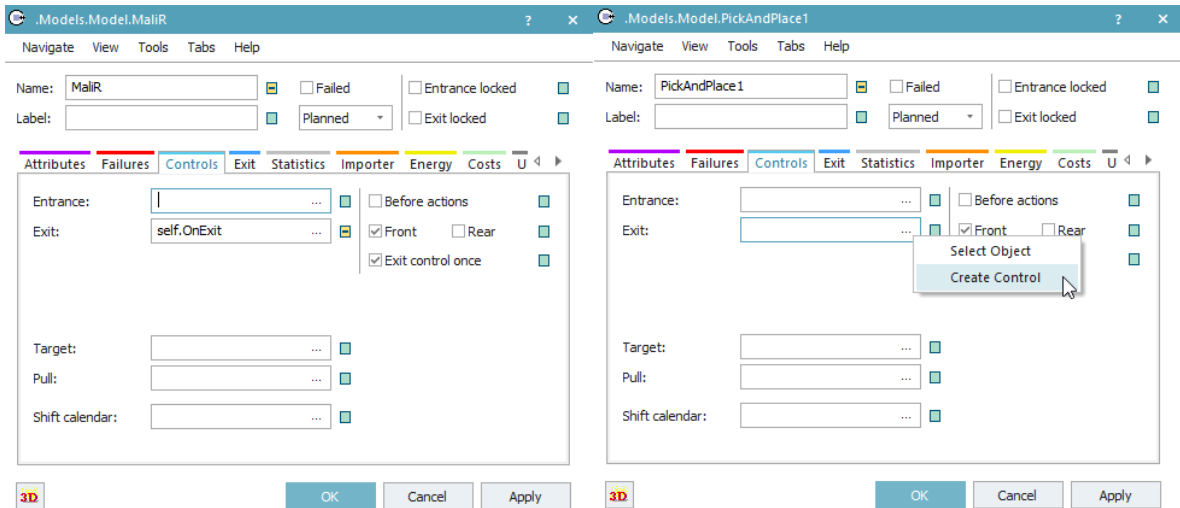 .Models.Model.MaliR ? ×
Navigate View Tools Tabs Help
Name: MaliR Failed Entrance locked
Label: Planned Exit locked
Attributes Failures Controls Exit Statistics Importer Energy Costs U
Entrance: ... Before actions
Exit: self.OnExit ... Front Rear
Exit control once
Target: ...
Pull: ...
Shift calendar: ...
3D OK Cancel Apply
.Models.Model.PickAndPlace1 ? ×
Navigate View Tools Tabs Help
Name: PickAndPlace1 Failed Entrance locked
Label: Planned Exit locked
Attributes Failures Controls Exit Statistics Importer Energy Costs U
Entrance: ... Before actions
Exit: ... Front Rear
Select Object
Create Control
Target: ...
Pull: ...
Shift calendar: ...
3D OK Cancel Apply